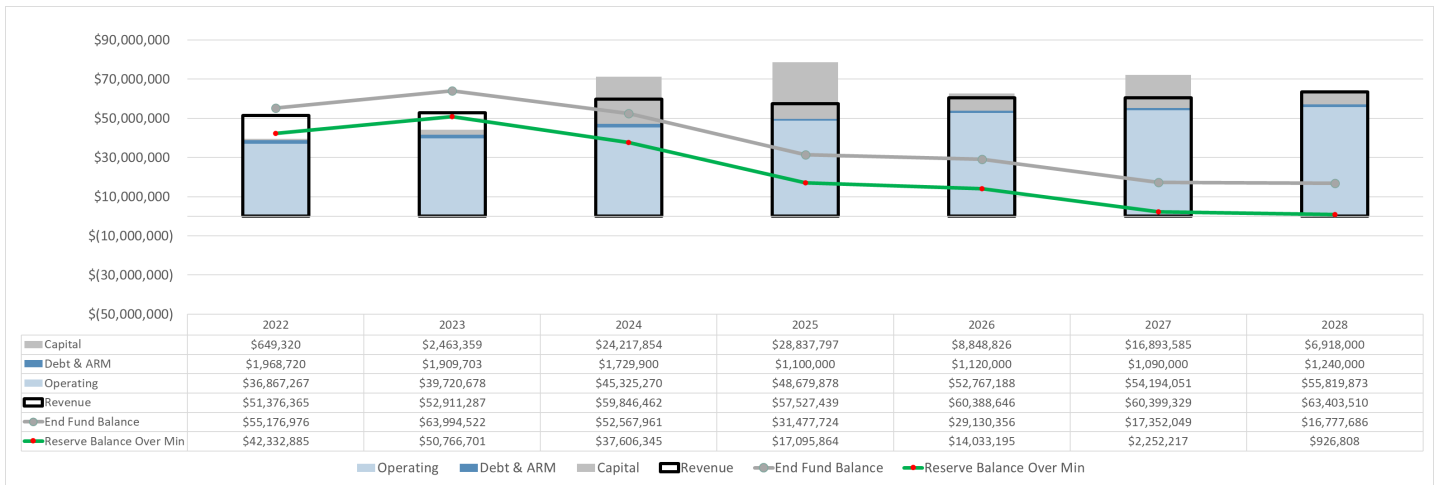 $90,000,000
$70,000,000
$50,000,000
$30,000,000
$10,000,000
$(10,000,000)
$(30,000,000)
$(50,000,000)
2022 2023 2024 2025 2026 2027 2028
Capital $649,320 $2,463,359 $24,217,854 $28,837,797 $8,848,826 $16,893,585 $6,918,000
Debt & ARM $1,968,720 $1,909,703 $1,729,900 $1,100,000 $1,120,000 $1,090,000 $1,240,000
Operating $36,867,267 $39,720,678 $45,325,270 $48,679,878 $52,767,188 $54,194,051 $55,819,873
Revenue $51,376,365 $52,911,287 $59,846,462 $57,527,439 $60,388,646 $60,399,329 $63,403,510
End Fund Balance $55,176,976 $63,994,522 $52,567,961 $31,477,724 $29,130,356 $17,352,049 $16,777,686
Reserve Balance Over Min $42,332,885 $50,766,701 $37,606,345 $17,095,864 $14,033,195 $2,252,217 $926,808
Operating Debt & ARM Capital Revenue End Fund Balance Reserve Balance Over Min